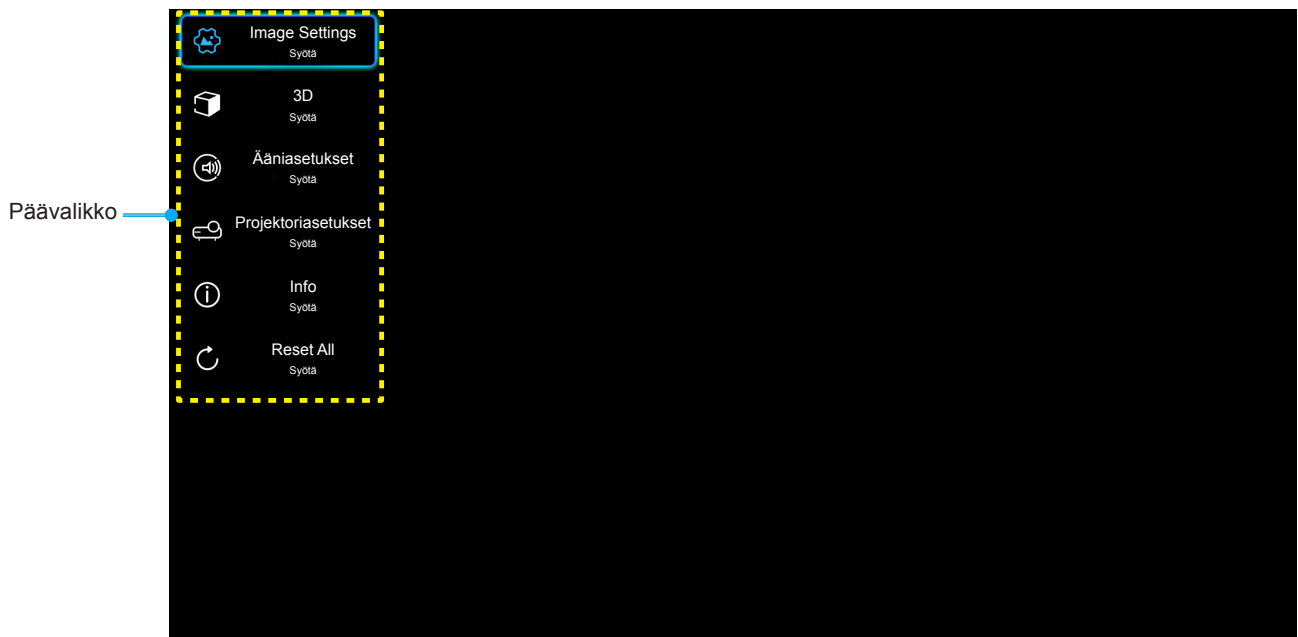 Image Settings
Syötä
3D
Syötä
Ääniasetukset
Syötä
Päävalikko
Projektoriasetukset
Syötä
Info
Syötä
Reset All
Syötä